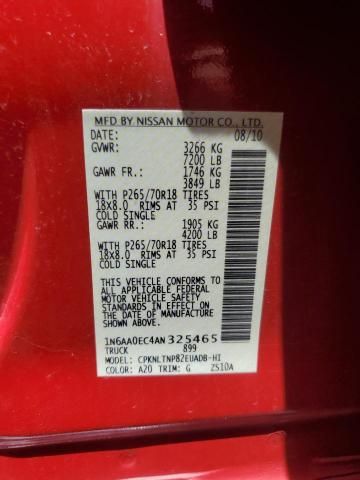 MFD BY NISSAN MOTOR CO., LTD.
DATE: 08/10
GVWR: 3266 KG
7200 LB
GAWR FR: 1746 KG
3849 LB
WITH P265/70R18 TIRES
18X8.0 RIMS AT 35 PSI
COLD SINGLE
GAWR RR: 1905 KG
4200 LB
WITH P265/70R18 TIRES
18X8.0 RIMS AT 35 PSI
COLD SINGLE
THIS VEHICLE CONFORMS TO
ALL APPLICABLE FEDERAL
MOTOR VEHICLE SAFETY
STANDARDS IN EFFECT ON
THE DATE OF MANUFACTURE
SHOWN ABOVE.
1N6AA0EC4AN325465
TRUCK 899
CPKNLTNP82EUADB-HI
COLOR: A20 TRIM: G ZS10A